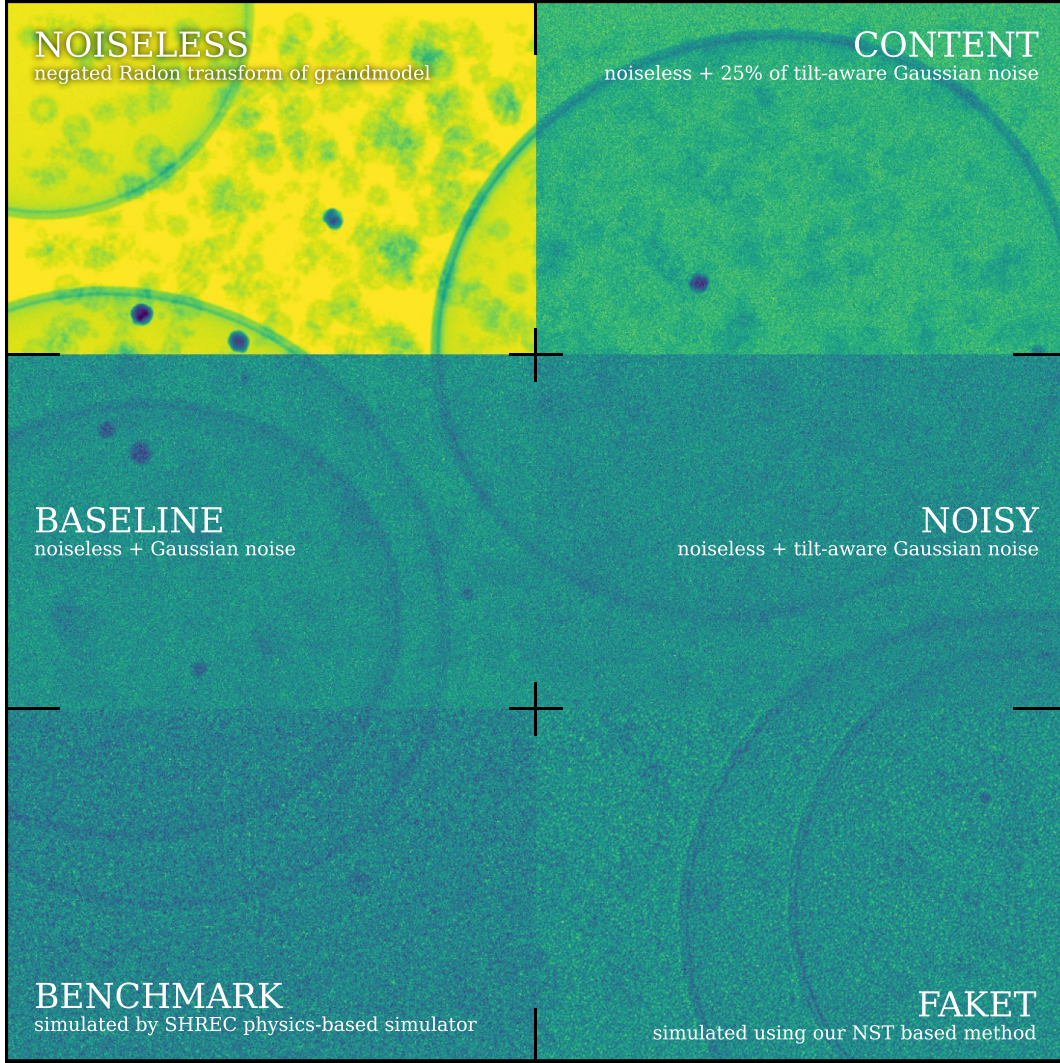 NOISELESS
negated Radon transform of grandmodel
CONTENT
noiseless + 25% of tilt-aware Gaussian noise
BASELINE
noiseless + Gaussian noise
NOISY
noiseless + tilt-aware Gaussian noise
BENCHMARK
simulated by SHREC physics-based simulator
FAKET
simulated using our NST based method